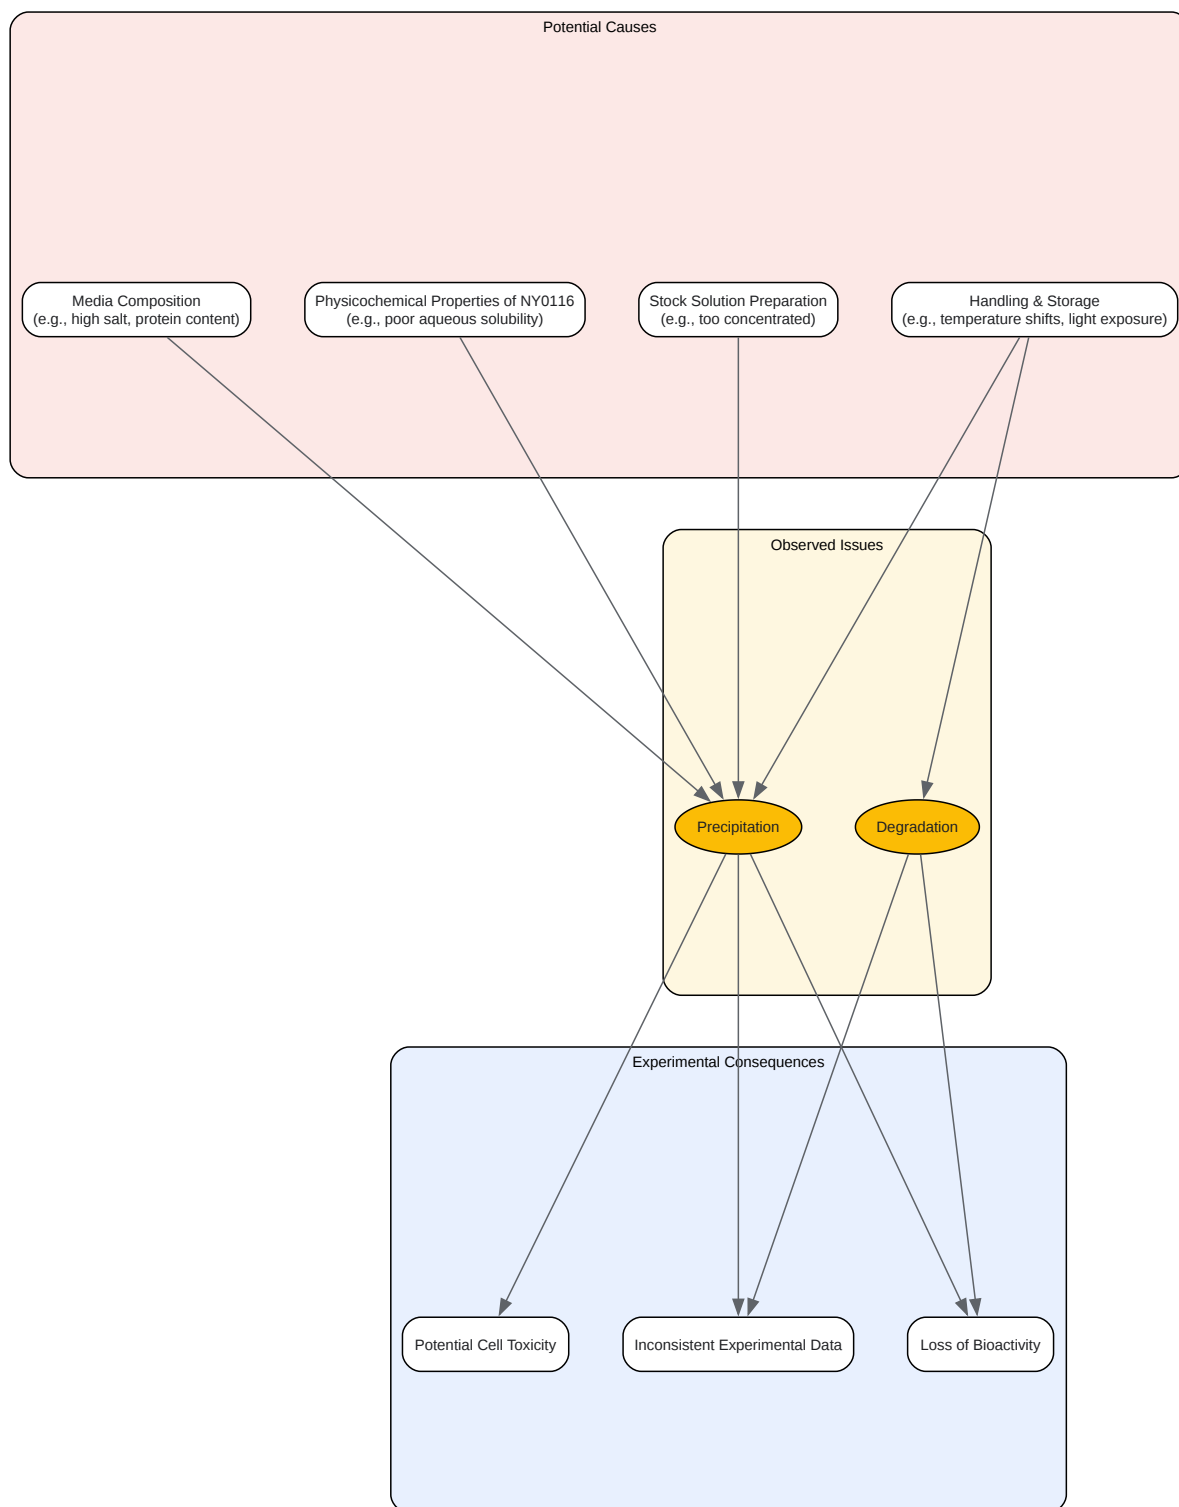 Potential Causes
Media Composition
(e.g., high salt, protein content)
Physicochemical Properties of NY0116
(e.g., poor aqueous solubility)
Stock Solution Preparation
(e.g., too concentrated)
Handling & Storage
(e.g., temperature shifts, light exposure)
Observed Issues
Precipitation
Degradation
Experimental Consequences
Potential Cell Toxicity
Inconsistent Experimental Data
Loss of Bioactivity